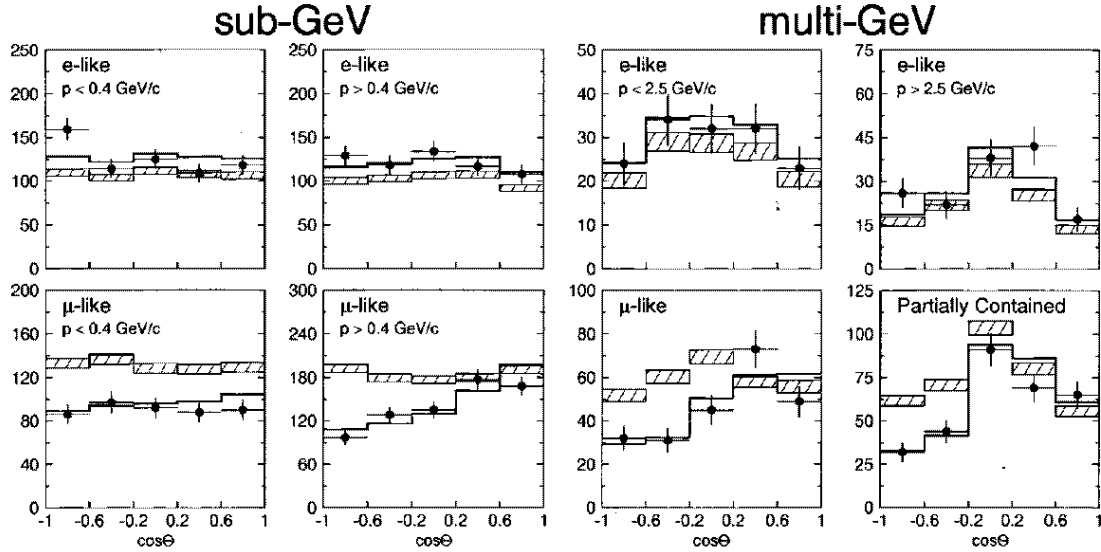 sub-GeV multi-GeV
250 250 50 75
e-like e-like e-like e-like
p < 0.4 GeV/c p > 0.4 GeV/c p < 2.5 GeV/c p > 2.5 GeV/c
200 200 40 60
150 150 30 45
100 100 20 30
50 50 10 15
0 0 0 0
200 300 100 125
μ-like μ-like μ-like Partially Contained
p < 0.4 GeV/c p > 0.4 GeV/c
160 240 80 100
120 180 60 75
80 120 40 50
40 60 20 25
0 0 0 0
-1 -0.6 -0.2 0.2 0.6 1 -1 -0.6 -0.2 0.2 0.6 1 -1 -0.6 -0.2 0.2 0.6 1 -1 -0.6 -0.2 0.2 0.6 1
cosΘ cosΘ cosΘ cosΘ